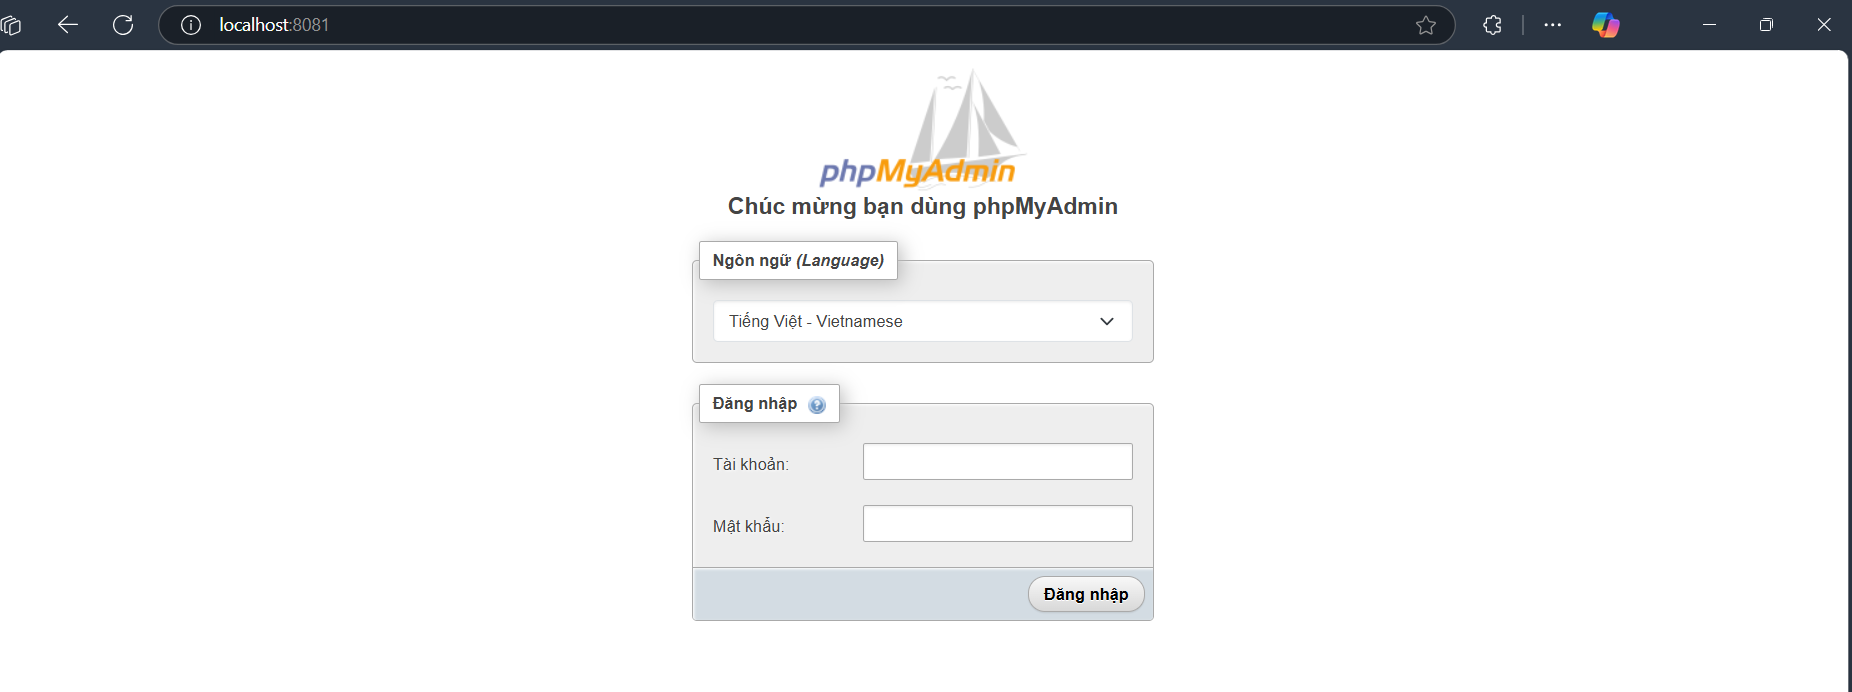 localhost:8081
phpMyAdmin
Chúc mừng bạn dùng phpMyAdmin
Ngôn ngữ (Language)
Tiếng Việt - Vietnamese
Đăng nhập
Tài khoản:
Mật khẩu:
Đăng nhập